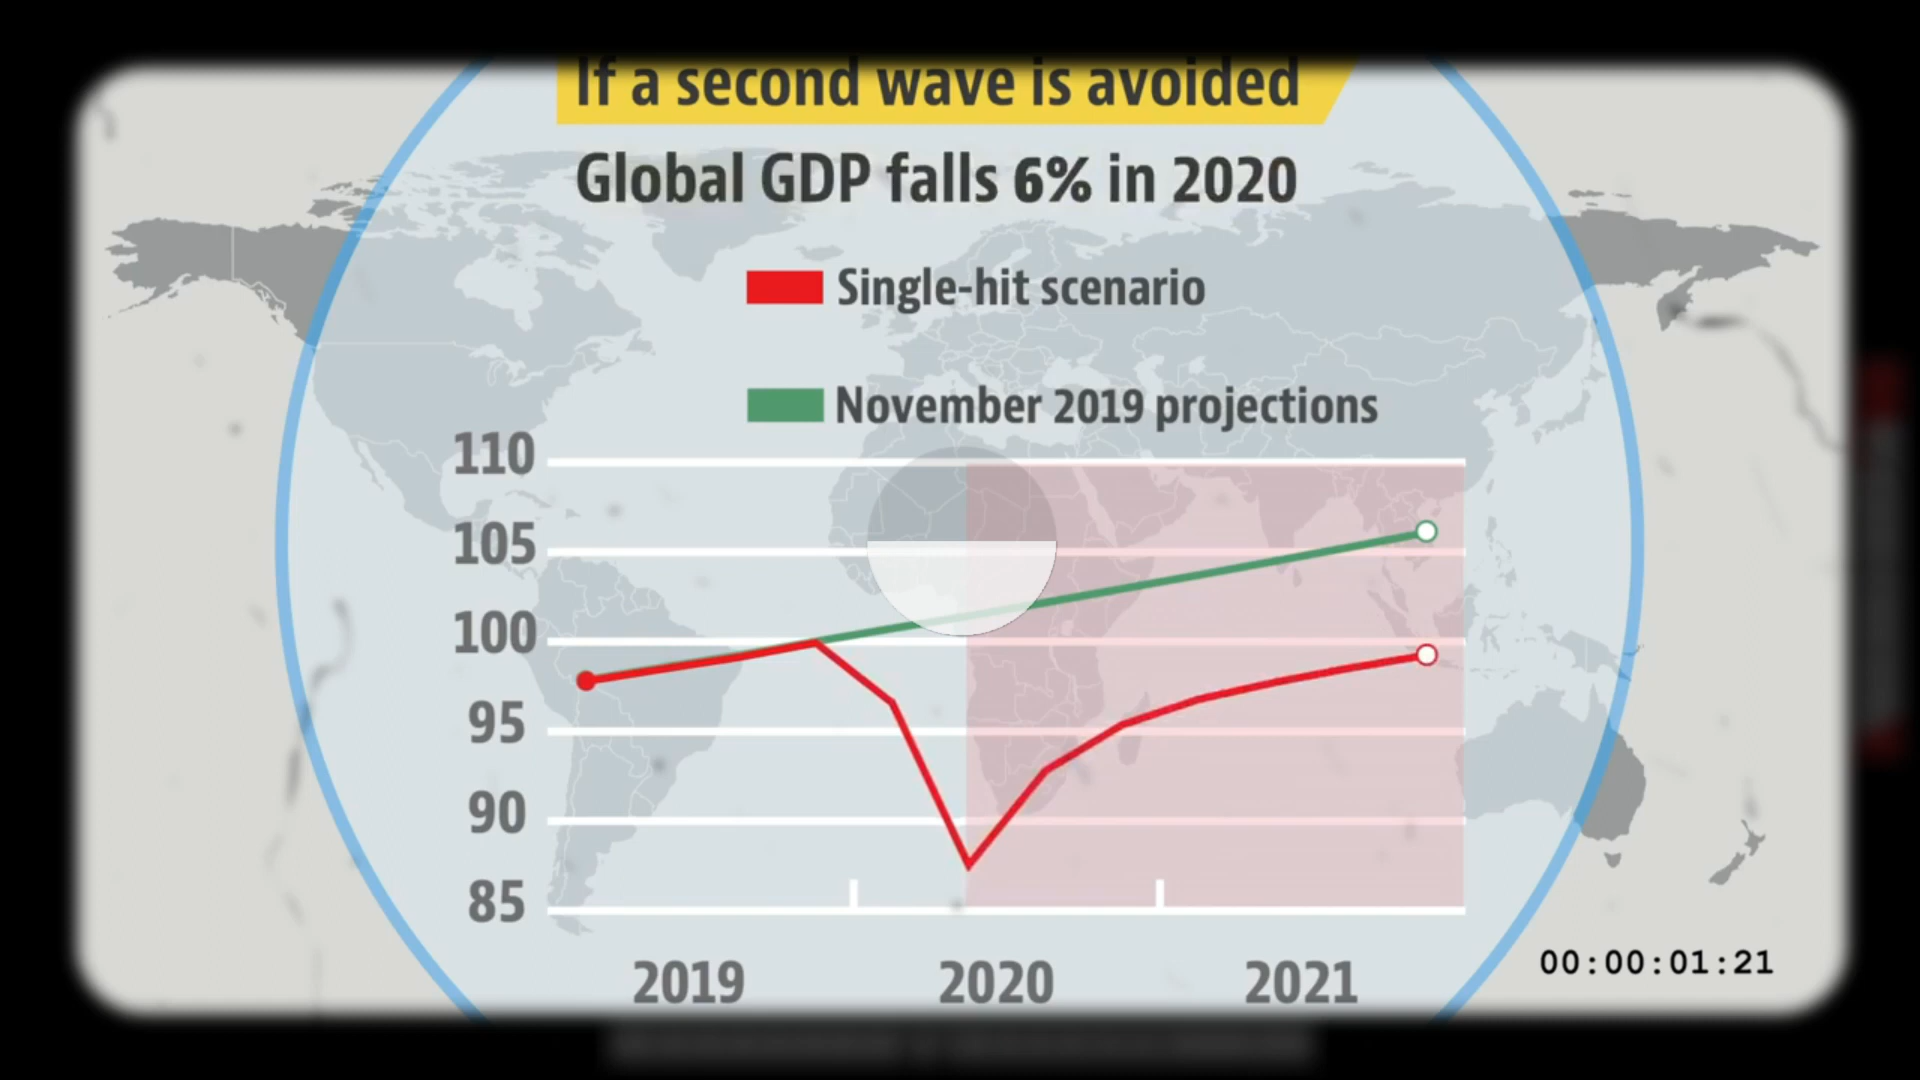 If a second wave is avoided
Global GDP falls 6% in 2020
Single-hit scenario
November 2019 projections
110
105
100
95
90
85
2019
2020
2021
00:00:01:21